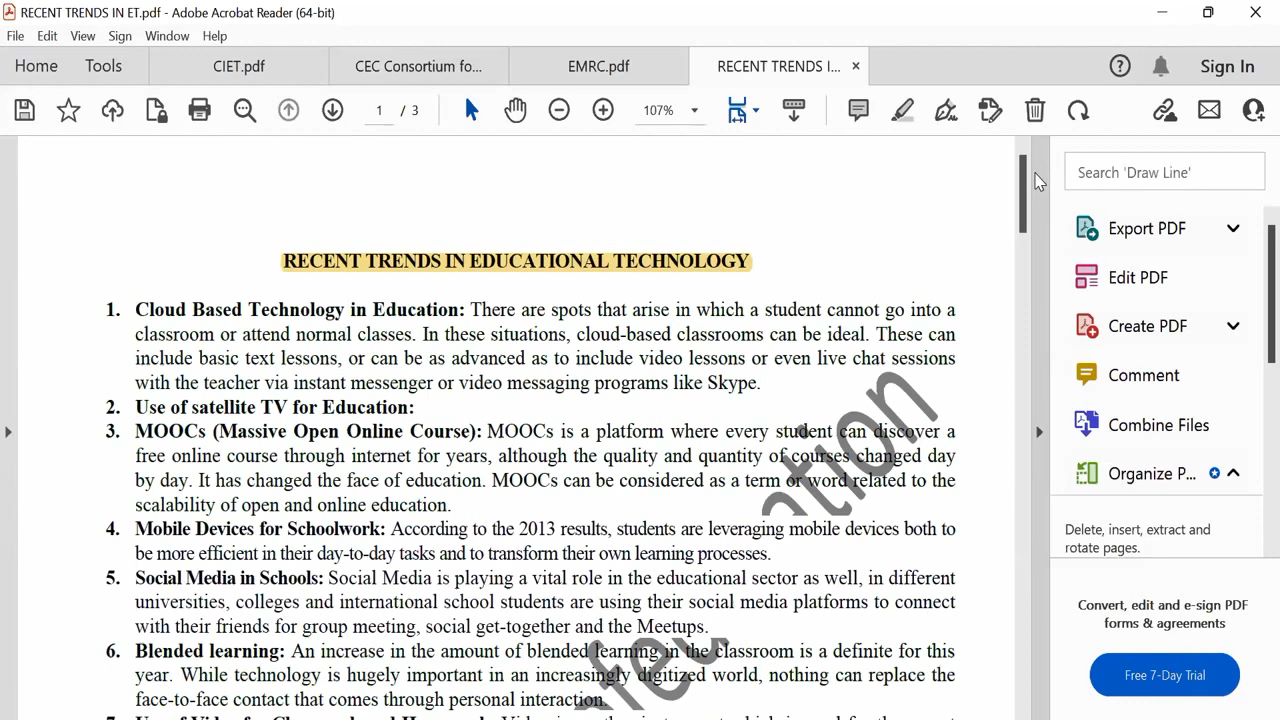 RECENT TRENDS IN ET.pdf - Adobe Acrobat Reader (64-bit)
File Edit View Sign Window Help
Home Tools CIET.pdf CEC Consortium fo... EMRC.pdf RECENT TRENDS I... × Sign In
1 / 3 107%
Search 'Draw Line'
Export PDF
Edit PDF
Create PDF
Comment
Combine Files
Organize P...
Delete, insert, extract and
rotate pages.
Convert, edit and e-sign PDF
forms & agreements
Free 7-Day Trial
RECENT TRENDS IN EDUCATIONAL TECHNOLOGY
1. Cloud Based Technology in Education: There are spots that arise in which a student cannot go into a
classroom or attend normal classes. In these situations, cloud-based classrooms can be ideal. These can
include basic text lessons, or can be as advanced as to include video lessons or even live chat sessions
with the teacher via instant messenger or video messaging programs like Skype.
2. Use of satellite TV for Education:
3. MOOCs (Massive Open Online Course): MOOCs is a platform where every student can discover a
free online course through internet for years, although the quality and quantity of courses changed day
by day. It has changed the face of education. MOOCs can be considered as a term or word related to the
scalability of open and online education.
4. Mobile Devices for Schoolwork: According to the 2013 results, students are leveraging mobile devices both to
be more efficient in their day-to-day tasks and to transform their own learning processes.
5. Social Media in Schools: Social Media is playing a vital role in the educational sector as well, in different
universities, colleges and international school students are using their social media platforms to connect
with their friends for group meeting, social get-together and the Meetups.
6. Blended learning: An increase in the amount of blended learning in the classroom is a definite for this
year. While technology is hugely important in an increasingly digitized world, nothing can replace the
face-to-face contact that comes through personal interaction.